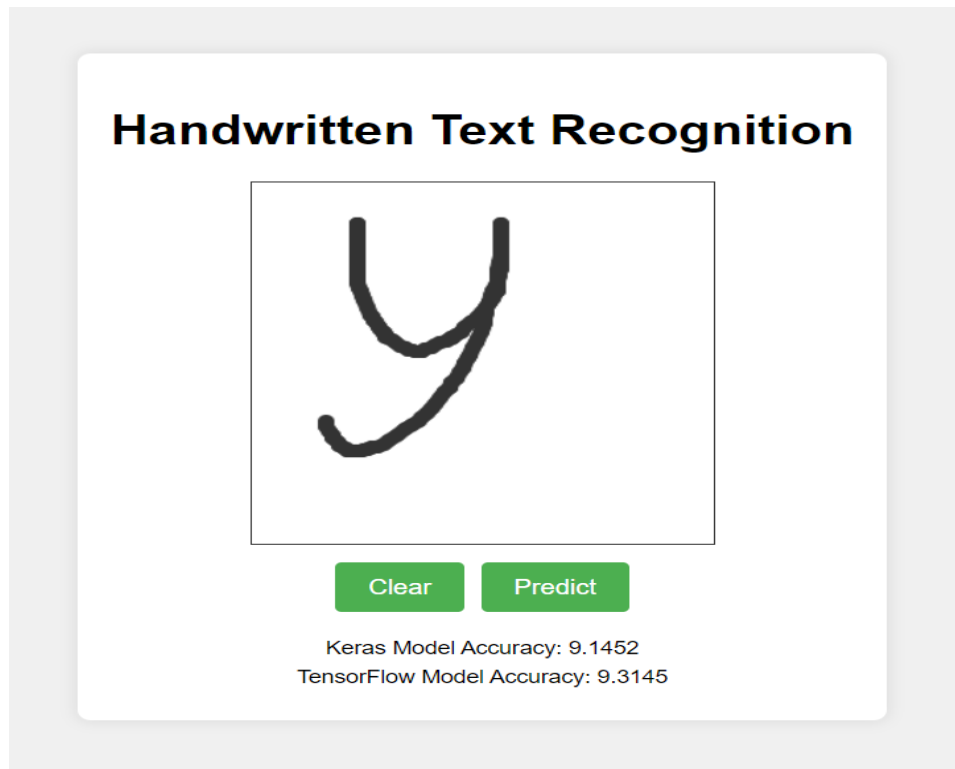 Handwritten Text Recognition
y
Clear Predict
Keras Model Accuracy: 9.1452
TensorFlow Model Accuracy: 9.3145